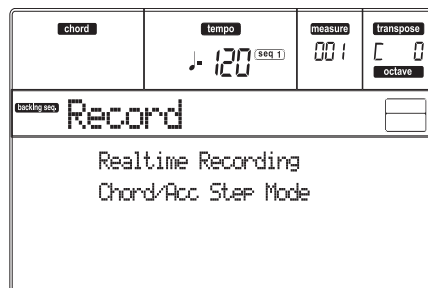 chord tempo measure transpose
♩= 120 seq 1 001 C 0
octave
backing seq. Record
Realtime Recording
Chord/Acc Step Mode